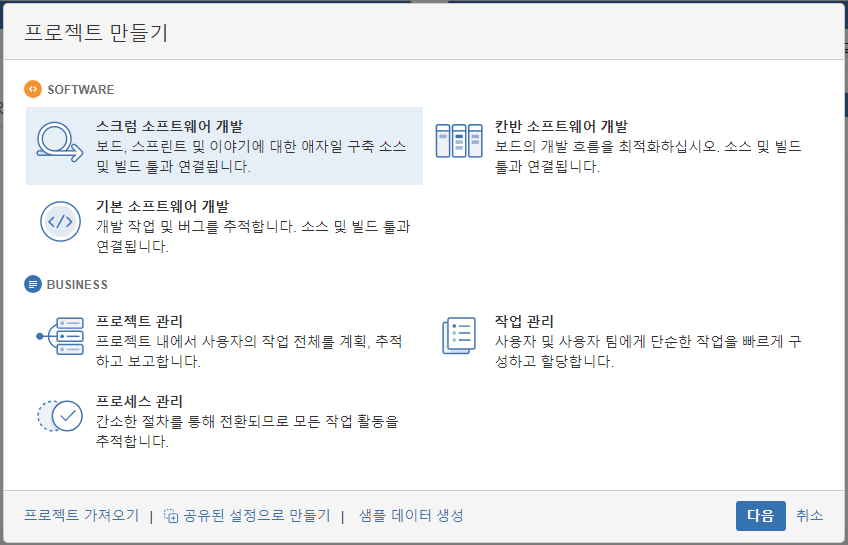 프로젝트 만들기
SOFTWARE
스크럼 소프트웨어 개발
보드, 스프린트 및 이야기에 대한 애자일 구축 소스
및 빌드 툴과 연결됩니다.
칸반 소프트웨어 개발
보드의 개발 흐름을 최적화하십시오. 소스 및 빌드
툴과 연결됩니다.
기본 소프트웨어 개발
개발 작업 및 버그를 추적합니다. 소스 및 빌드 툴과
연결됩니다.
BUSINESS
프로젝트 관리
프로젝트 내에서 사용자의 작업 전체를 계획, 추적
하고 보고합니다.
작업 관리
사용자 및 사용자 팀에게 단순한 작업을 빠르게 구
성하고 할당합니다.
프로세스 관리
간소한 절차를 통해 전환되므로 모든 작업 활동을
추적합니다.
프로젝트 가져오기 | 공유된 설정으로 만들기 | 샘플 데이터 생성
다음 취소